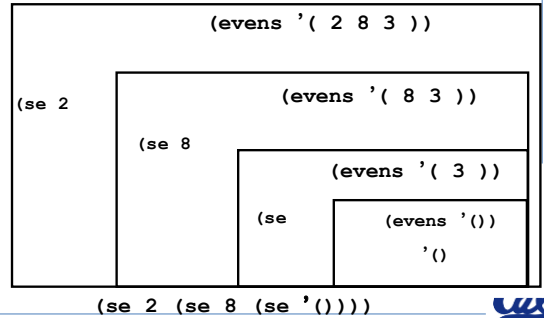 (evens ’( 2 8 3 ))
(se 2
(evens ’( 8 3 ))
(se 8
(evens ’( 3 ))
(se
(evens ’())
’()
(se 2 (se 8 (se ’())))